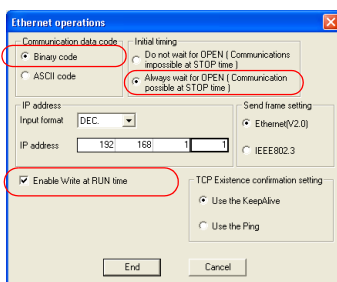 Ethernet operations
Communication data code
Binary code
ASCII code
Initial timing
Do not wait for OPEN ( Communications
impossible at STOP time )
Always wait for OPEN ( Communication
possible at STOP time )
IP address
Input format DEC.
IP address 192 168 1 1
Send frame setting
Ethernet(V2.0)
IEEE802.3
Enable Write at RUN time
TCP Existence confirmation setting
Use the KeepAlive
Use the Ping
End Cancel